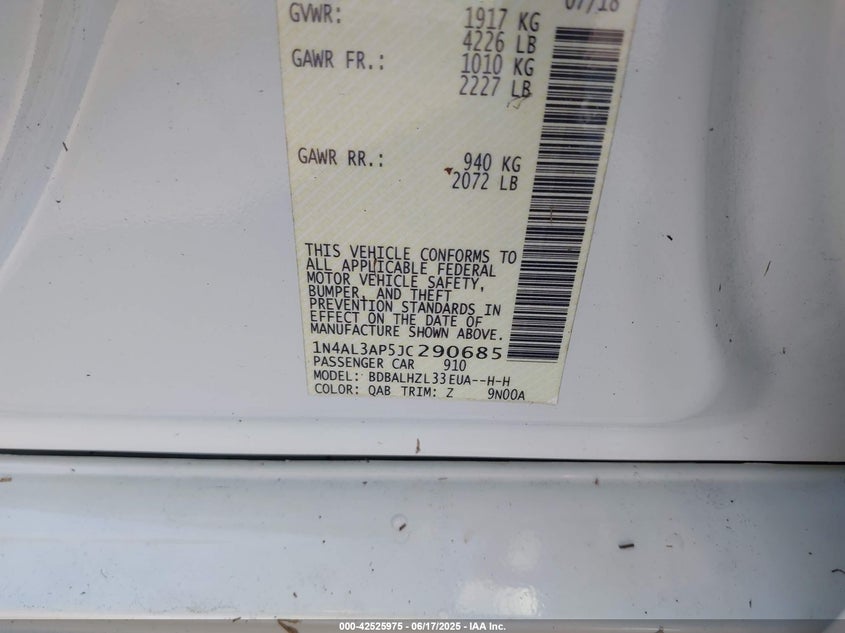 07/18
GVWR: 1917 KG
4226 LB
GAWR FR.: 1010 KG
2227 LB
GAWR RR.: 940 KG
2072 LB
THIS VEHICLE CONFORMS TO
ALL APPLICABLE FEDERAL
MOTOR VEHICLE SAFETY,
BUMPER, AND THEFT
PREVENTION STANDARDS IN
EFFECT ON THE DATE OF
MANUFACTURE SHOWN ABOVE.
1N4AL3AP5JC290685
PASSENGER CAR 910
MODEL: BDBALHZL33EUA--H-H
COLOR: QAB TRIM: Z 9N00A
000-42525975 - 06/17/2025 - IAA Inc.